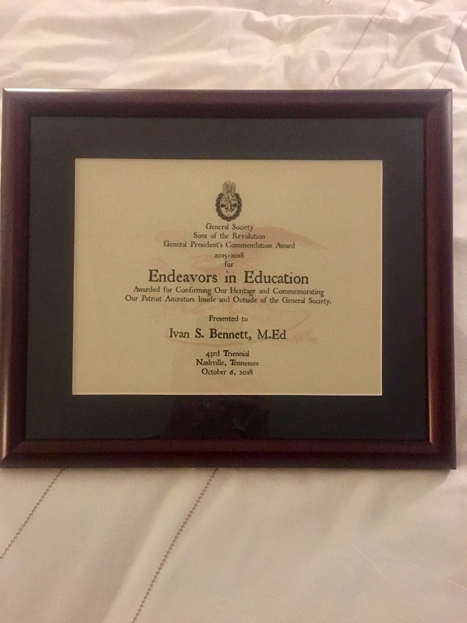 General Society
Sons of the Revolution
General President's Commendation Award
2015-2018
for
Endeavors in Education
Awarded for Confirming Our Heritage and Commemorating
Our Patriot Ancestors Inside and Outside of the General Society.
Presented to
Ivan S. Bennett, M.Ed
43rd Triennial
Nashville, Tennessee
October 6, 2018